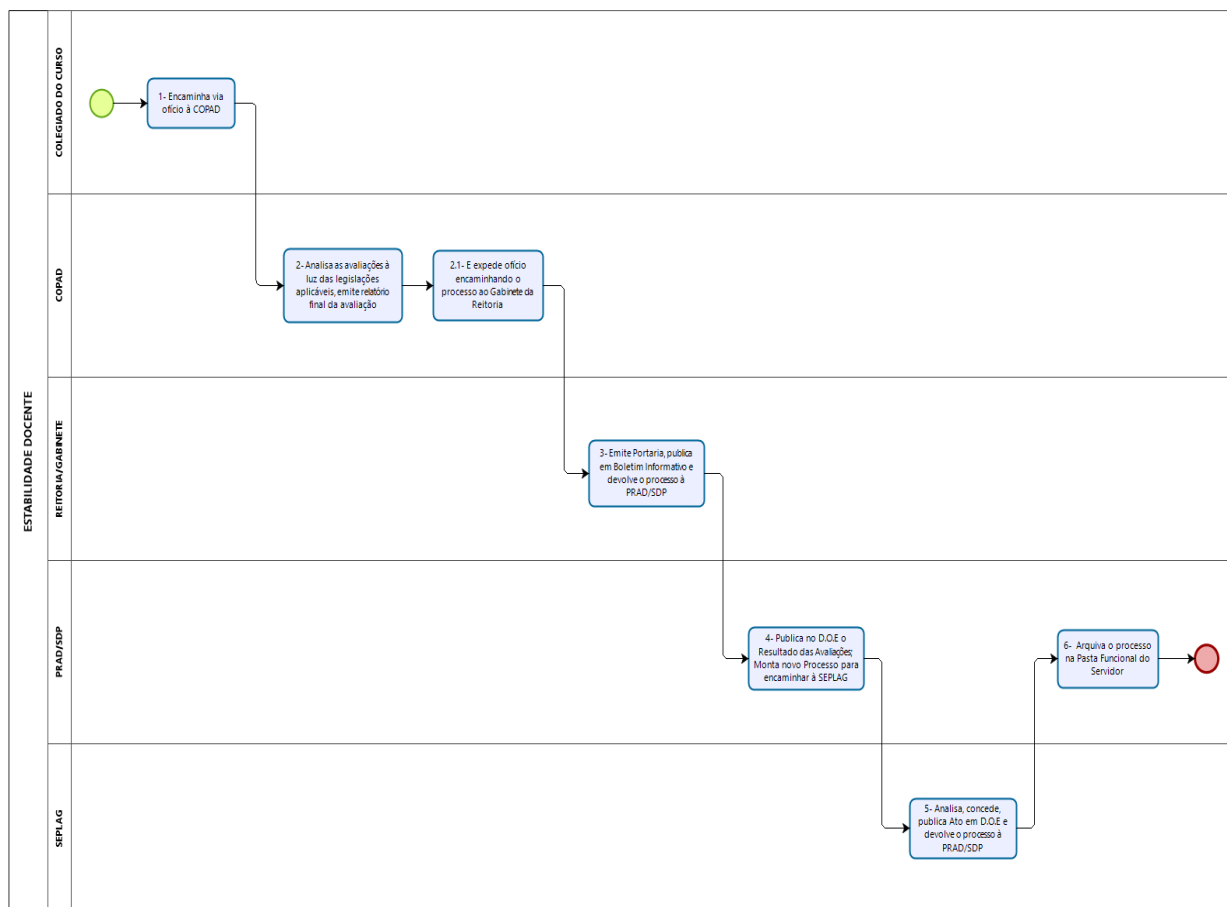 ESTABILIDADE DOCENTE
COLEGIADO DO CURSO
1- Encaminha via
ofício à COPAD
COPAD
2- Analisa as avaliações à
luz das legislações
aplicáveis, emite relatório
final da avaliação
2.1- E expede ofício
encaminhando o
processo ao Gabinete da
Reitoria
REITORIA/GABINETE
3- Emite Portaria, publica
em Boletim Informativo e
devolve o processo à
PRAD/SDP
PRAD/SDP
4- Publica no D.O.E o
Resultado das Avaliações;
Monta novo Processo para
encaminhar à SEPLAG
6- Arquiva o processo
na Pasta Funcional do
Servidor
SEPLAG
5- Analisa, concede,
publica Ato em D.O.E e
devolve o processo à
PRAD/SDP